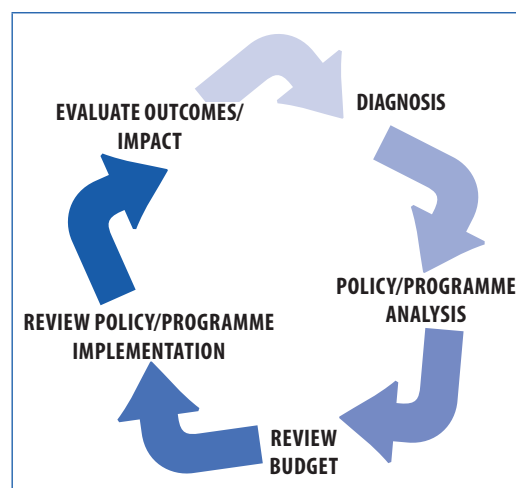 DIAGNOSIS
POLICY/PROGRAMME
ANALYSIS
REVIEW
BUDGET
REVIEW POLICY/PROGRAMME
IMPLEMENTATION
EVALUATE OUTCOMES/
IMPACT